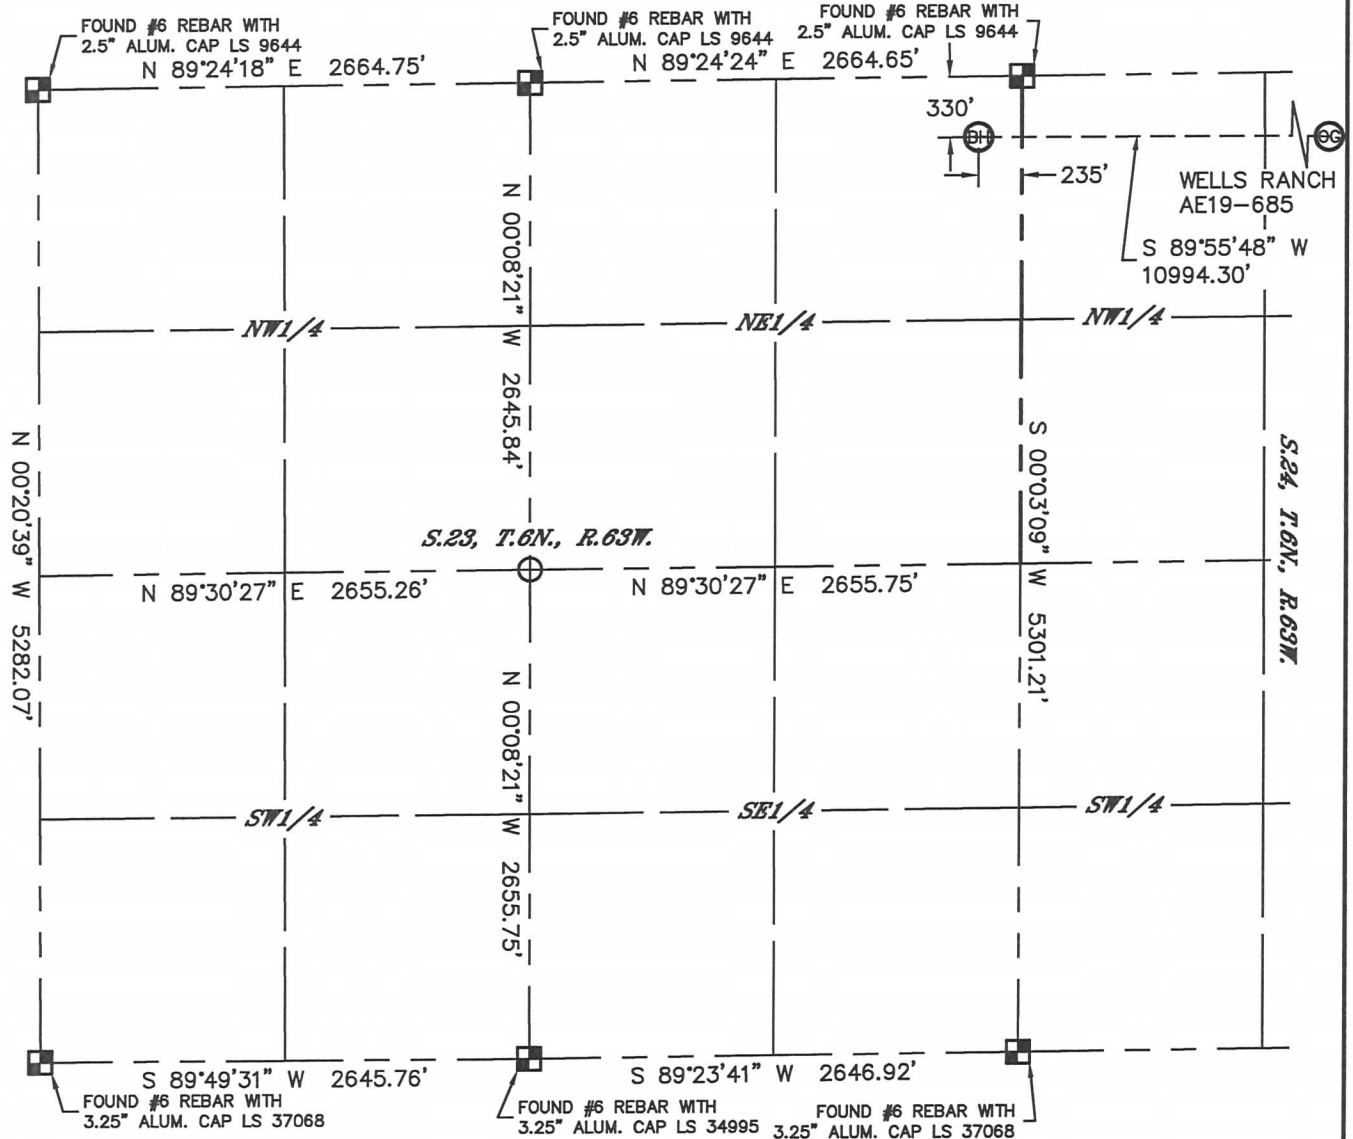 FOUND #6 REBAR WITH
2.5" ALUM. CAP LS 9644
FOUND #6 REBAR WITH
2.5" ALUM. CAP LS 9644
FOUND #6 REBAR WITH
2.5" ALUM. CAP LS 9644
N 89°24'18" E 2664.75'
N 89°24'24" E 2664.65'
330'
BH
OG
235'
WELLS RANCH
AE19-685
S 89°55'48" W
10994.30'
N 00°08'21" W 2645.84'
NW1/4
NE1/4
NW1/4
N 00°20'39" W 5282.07'
S 00°03'09" W 5301.21'
S.24, T.6N., R.63W.
S.23, T.6N., R.63W.
N 89°30'27" E 2655.26'
N 89°30'27" E 2655.75'
N 00°08'21" W 2655.75'
SW1/4
SE1/4
SW1/4
S 89°49'31" W 2645.76'
S 89°23'41" W 2646.92'
FOUND #6 REBAR WITH
3.25" ALUM. CAP LS 37068
FOUND #6 REBAR WITH
3.25" ALUM. CAP LS 34995
FOUND #6 REBAR WITH
3.25" ALUM. CAP LS 37068